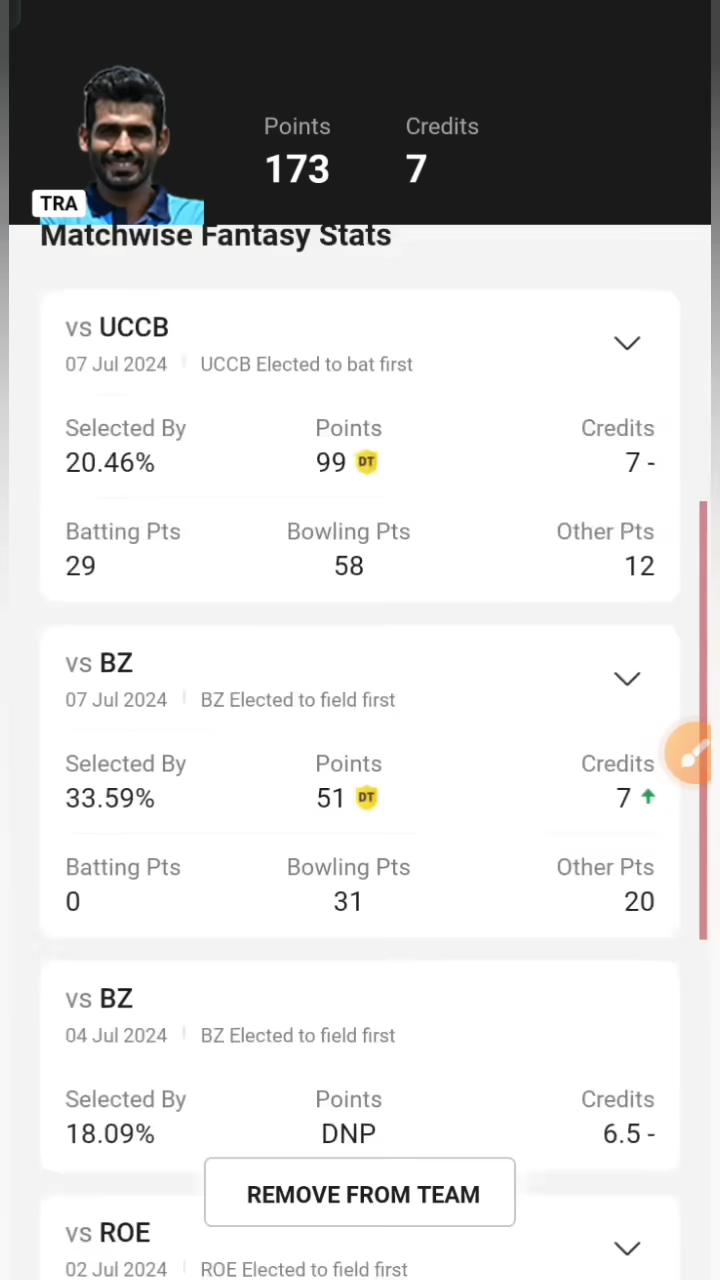 Points Credits
173 7
TRA
Matchwise Fantasy Stats
vs UCCB
07 Jul 2024 UCCB Elected to bat first
Selected By Points Credits
20.46% 99 DT 7 -
Batting Pts Bowling Pts Other Pts
29 58 12
vs BZ
07 Jul 2024 BZ Elected to field first
Selected By Points Credits
33.59% 51 DT 7
Batting Pts Bowling Pts Other Pts
0 31 20
vs BZ
04 Jul 2024 BZ Elected to field first
Selected By Points Credits
18.09% DNP 6.5 -
REMOVE FROM TEAM
vs ROE
02 Jul 2024 ROE Elected to field first